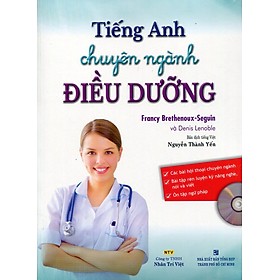 Tiếng Anh
chuyên ngành
ĐIỀU DƯỠNG
Francy Brethenoux-Seguin
và Denis Lenoble
Bản dịch tiếng Việt
Nguyễn Thành Yến
Các bài hội thoại chuyên ngành
Bài tập rèn luyện kỹ năng nghe,
nói và viết
Ôn tập ngữ pháp
NTV
Công ty TNHH
Nhân Trí Việt
NHÀ XUẤT BẢN TỔNG HỢP
THÀNH PHỐ HỒ CHÍ MINH